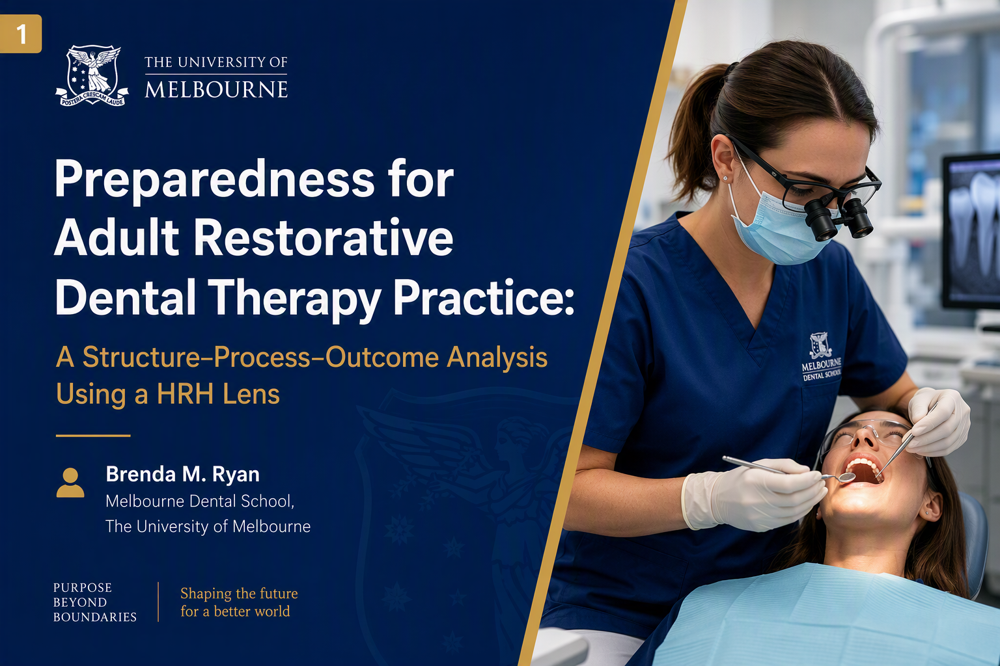 1
THE UNIVERSITY OF
MELBOURNE
POSTERA CRESCAM LAUDE
Preparedness for
Adult Restorative
Dental Therapy Practice:
A Structure–Process–Outcome Analysis
Using a HRH Lens
Brenda M. Ryan
Melbourne Dental School,
The University of Melbourne
PURPOSE
BEYOND
BOUNDARIES
Shaping the future
for a better world
MELBOURNE
DENTAL SCHOOL